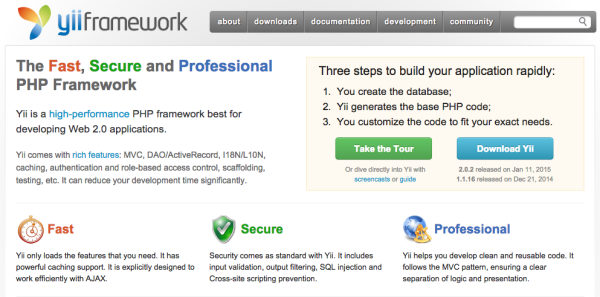 yiiframework
about downloads documentation development community
The Fast, Secure and Professional
PHP Framework
Yii is a high-performance PHP framework best for
developing Web 2.0 applications.
Yii comes with rich features: MVC, DAO/ActiveRecord, I18N/L10N,
caching, authentication and role-based access control, scaffolding,
testing, etc. It can reduce your development time significantly.
Three steps to build your application rapidly:
1. You create the database;
2. Yii generates the base PHP code;
3. You customize the code to fit your exact needs.
Take the Tour
Download Yii
Or dive directly into Yii with
screencasts or guide
2.0.2 released on Jan 11, 2015
1.1.16 released on Dec 21, 2014
Fast
Yii only loads the features that you need. It has
powerful caching support. It is explicitly designed to
work efficiently with AJAX.
Secure
Security comes as standard with Yii. It includes
input validation, output filtering, SQL injection and
Cross-site scripting prevention.
Professional
Yii helps you develop clean and reusable code. It
follows the MVC pattern, ensuring a clear
separation of logic and presentation.